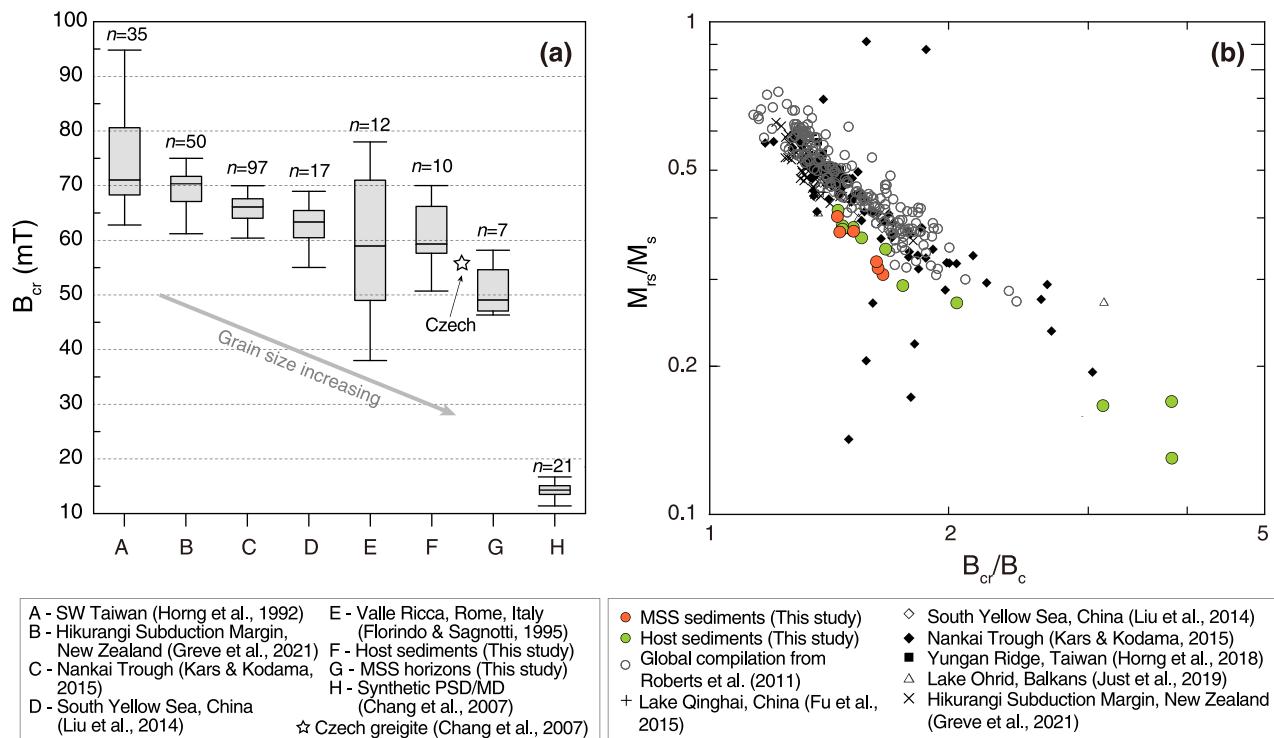 100
90
80
70
60
50
40
30
20
10
B_cr (mT)
(a)
n=35
n=50
n=97
n=17
n=12
n=10
n=7
n=21
Czech
Grain size increasing
A B C D E F G H
(b)
1
0.5
0.2
0.1
M_rs/M_s
1 2 5
B_cr/B_c
A - SW Taiwan (Horng et al., 1992)
B - Hikurangi Subduction Margin,
New Zealand (Greve et al., 2021)
C - Nankai Trough (Kars & Kodama,
2015)
D - South Yellow Sea, China
(Liu et al., 2014)
E - Valle Ricca, Rome, Italy
(Florindo & Sagnotti, 1995)
F - Host sediments (This study)
G - MSS horizons (This study)
H - Synthetic PSD/MD
(Chang et al., 2007)
☆ Czech greigite (Chang et al., 2007)
MSS sediments (This study)
Host sediments (This study)
Global compilation from
Roberts et al. (2011)
Lake Qinghai, China (Fu et al.,
2015)
South Yellow Sea, China (Liu et al., 2014)
Nankai Trough (Kars & Kodama, 2015)
Yungan Ridge, Taiwan (Horng et al., 2018)
Lake Ohrid, Balkans (Just et al., 2019)
Hikurangi Subduction Margin, New Zealand
(Greve et al., 2021)